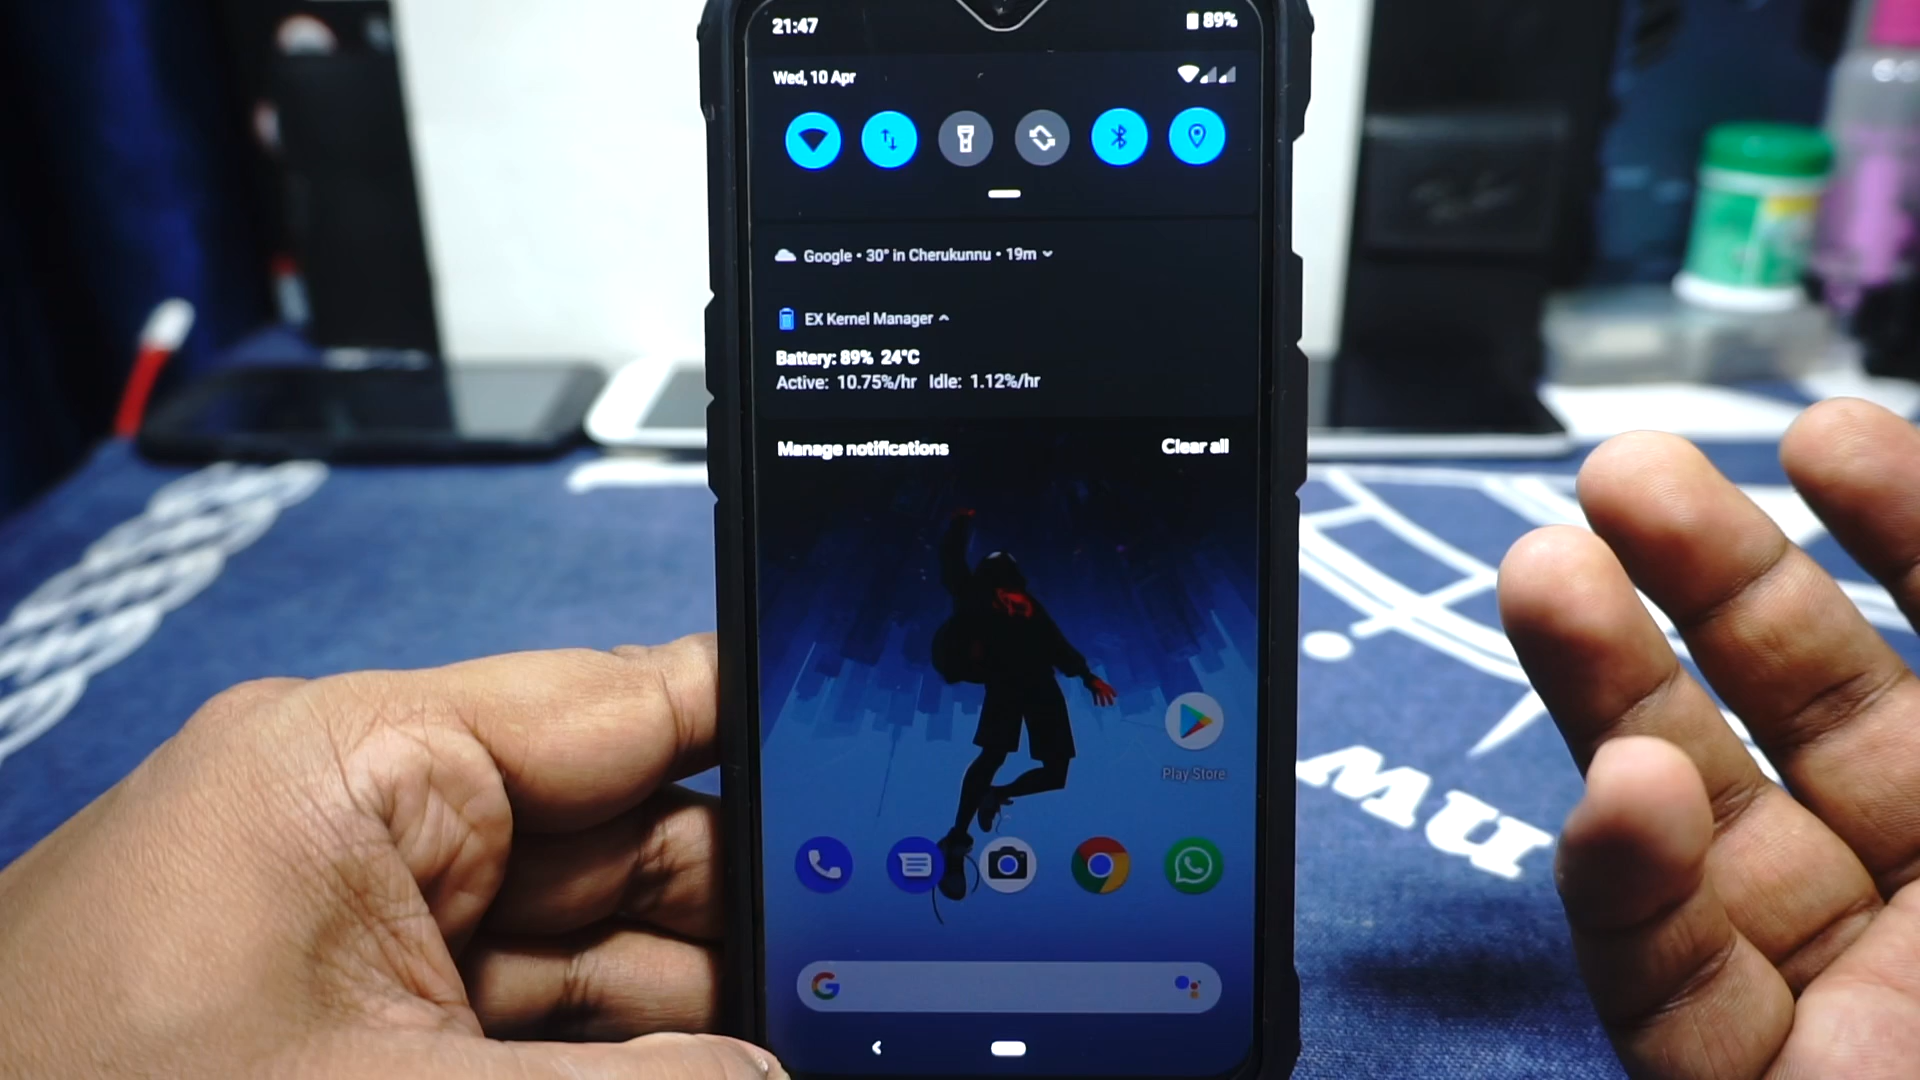 21:47 89%
Wed, 10 Apr
Google • 30° in Cherukunnu • 19m
EX Kernel Manager
Battery: 89% 24°C
Active: 10.75%/hr Idle: 1.12%/hr
Manage notifications Clear all
Play Store
G